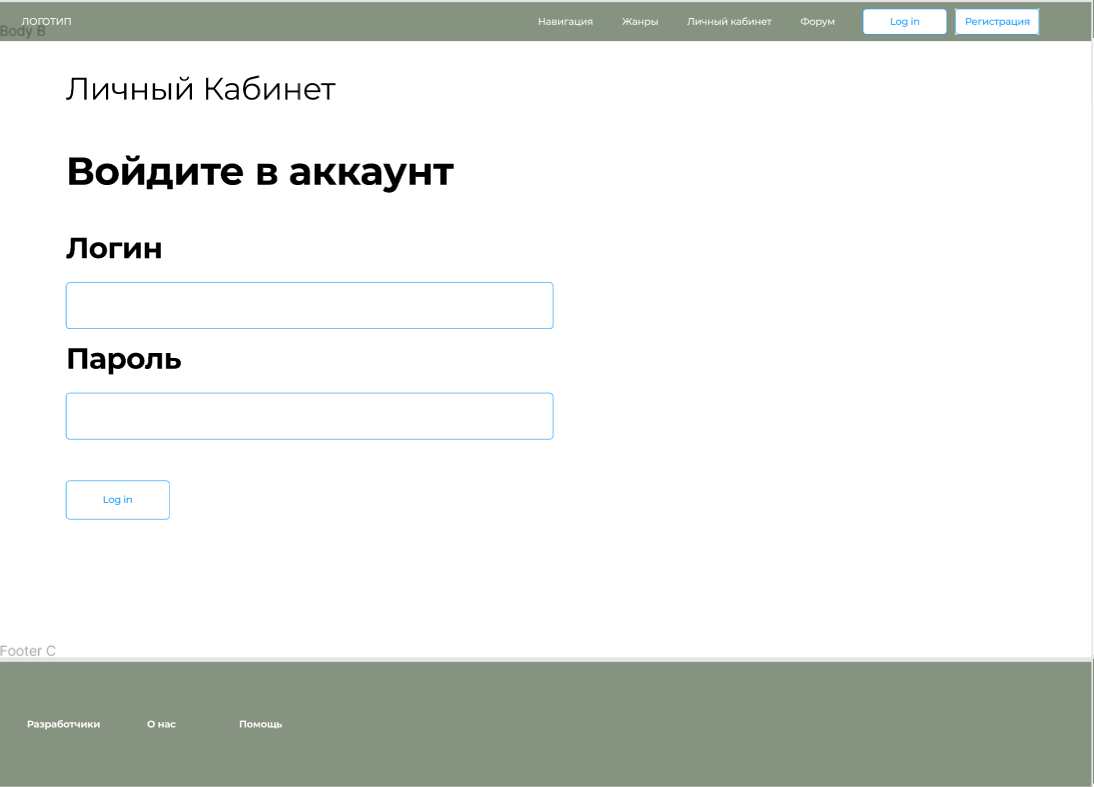 ЛОГОТИП
Навигация Жанры Личный кабинет Форум Log in Регистрация
Body B
Личный Кабинет
Войдите в аккаунт
Логин
Пароль
Log in
Footer C
Разработчики О нас Помощь